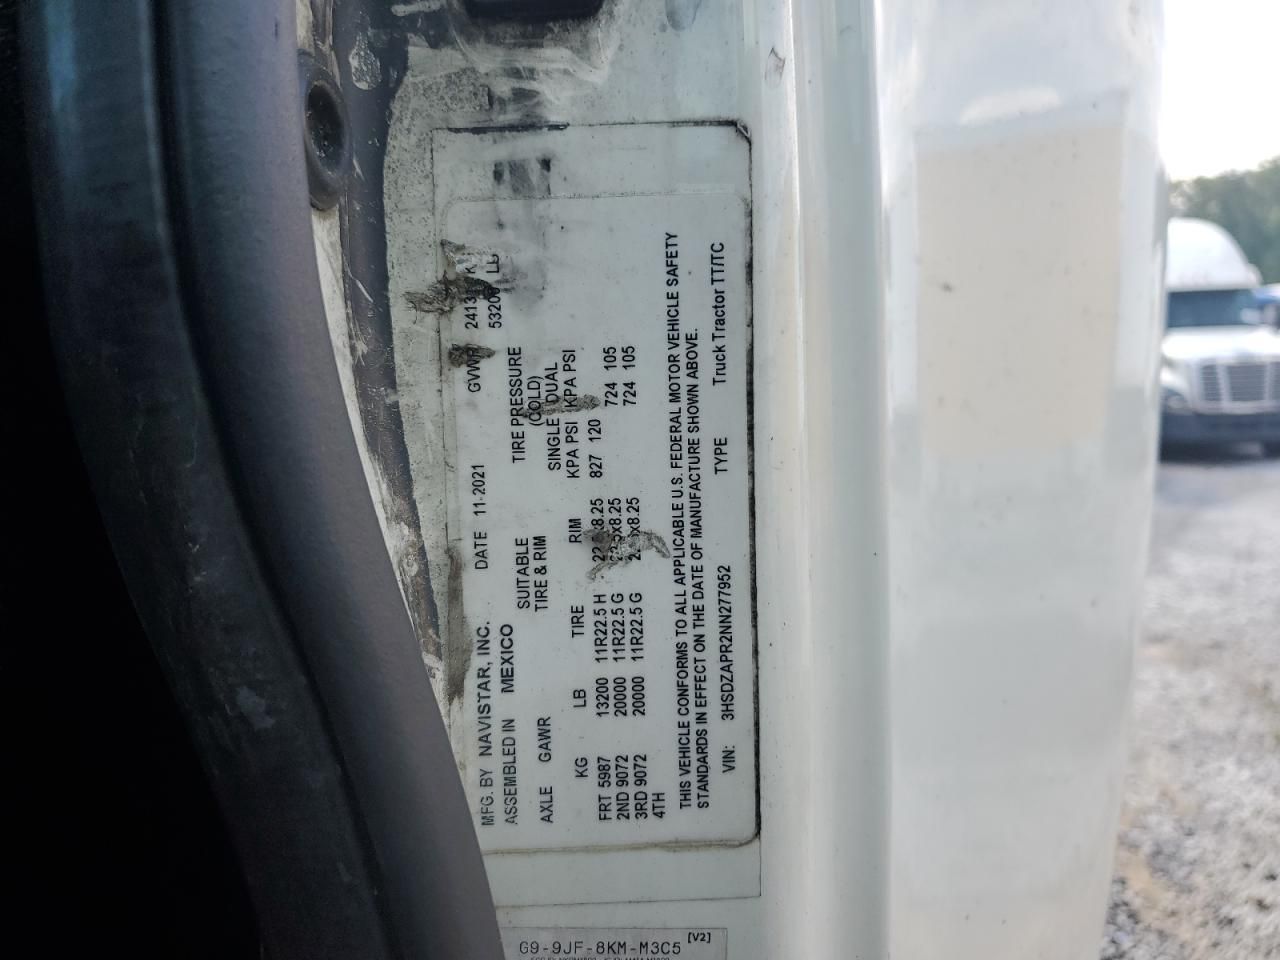 MFG. BY NAVISTAR, INC. DATE 11-2021 GVWR
ASSEMBLED IN MEXICO 53200 LB
SUITABLE TIRE PRESSURE
AXLE GAWR TIRE & RIM (COLD)
SINGLE DUAL
KG LB TIRE RIM KPA PSI KPA PSI
FRT 5987 13200 11R22.5 H 827 120
2ND 9072 20000 11R22.5 G 22.5x8.25 724 105
3RD 9072 20000 11R22.5 G 724 105
4TH
THIS VEHICLE CONFORMS TO ALL APPLICABLE U.S. FEDERAL MOTOR VEHICLE SAFETY
STANDARDS IN EFFECT ON THE DATE OF MANUFACTURE SHOWN ABOVE.
VIN: 3HSDZAPR2NN277952 TYPE Truck Tractor TT/TC
G9-9JF-8KM-M3C5 [V2]